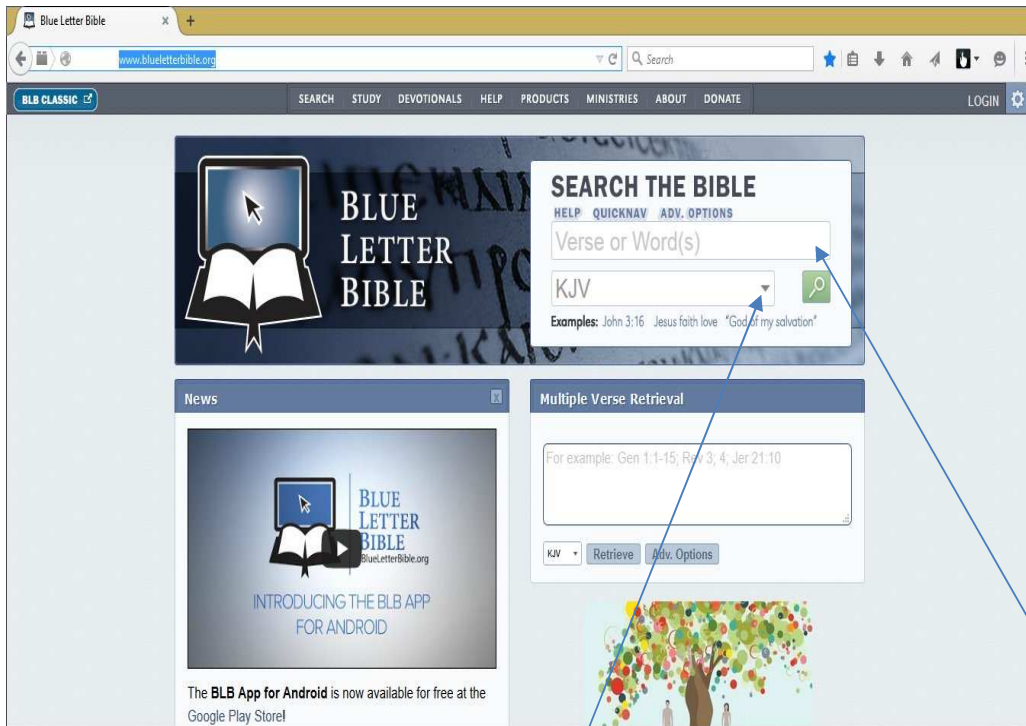 Blue Letter Bible
www.blueletterbible.org
Search
BLB CLASSIC
SEARCH STUDY DEVOTIONALS HELP PRODUCTS MINISTRIES ABOUT DONATE
LOGIN
BLUE
LETTER
BIBLE
SEARCH THE BIBLE
HELP QUICKNAV ADV. OPTIONS
Verse or Word(s)
KJV
Examples: John 3:16 Jesus faith love "God of my salvation"
News
BLUE
LETTER
BIBLE
BlueLetterBible.org
INTRODUCING THE BLB APP
FOR ANDROID
The BLB App for Android is now available for free at the
Google Play Store!
Multiple Verse Retrieval
For example: Gen 1:1-15; Rev 3; 4; Jer 21:10
KJV Retrieve Adv. Options